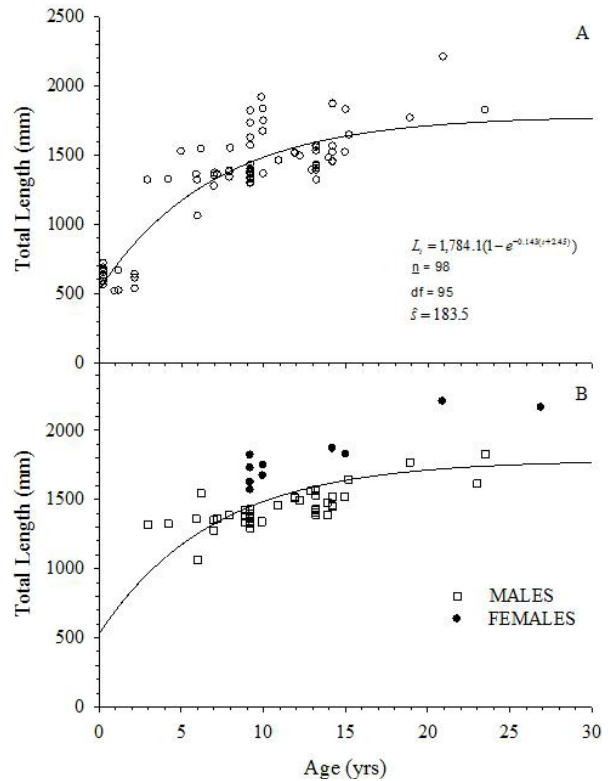 A
2500
2000
1500
1000
500
0
Total Length (mm)
L_t = 1,784.1(1 − e^{−0.143(t+2.45)})
n = 98
df = 95
ŝ = 183.5
B
2000
1500
1000
500
0
Total Length (mm)
MALES
FEMALES
0 5 10 15 20 25 30
Age (yrs)